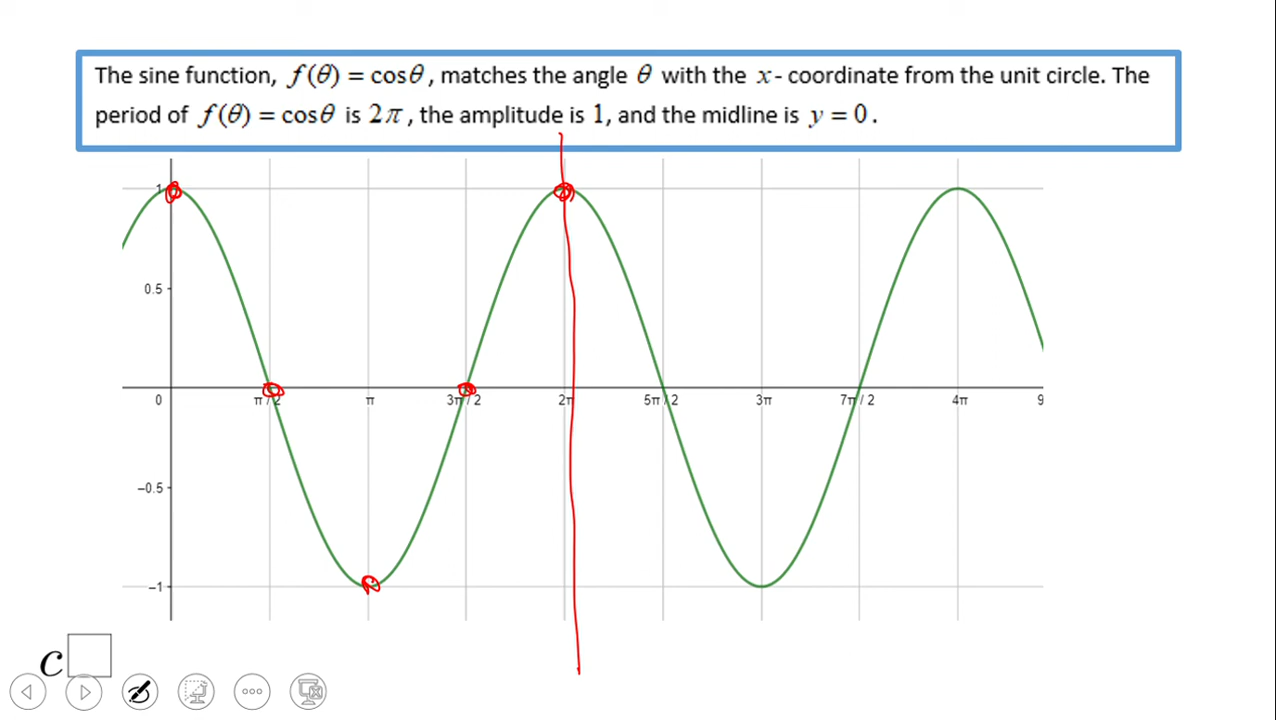 The sine function, f(θ) = cosθ, matches the angle θ with the x- coordinate from the unit circle. The
period of f(θ) = cosθ is 2π, the amplitude is 1, and the midline is y = 0.
1
0.5
0 π / 2 π 3π / 2 2π 5π / 2 3π 7π / 2 4π 9
−0.5
−1
c